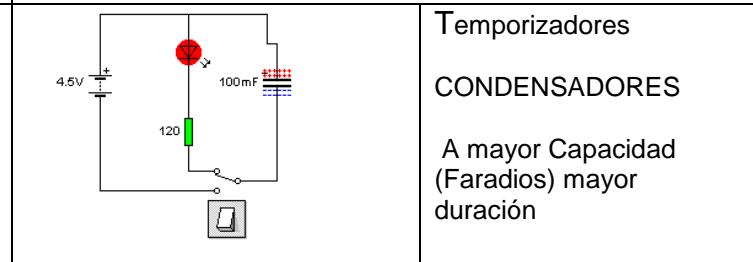 4.5V
+
100mF
+
120
Temporizadores
CONDENSADORES
A mayor Capacidad
(Faradios) mayor
duración